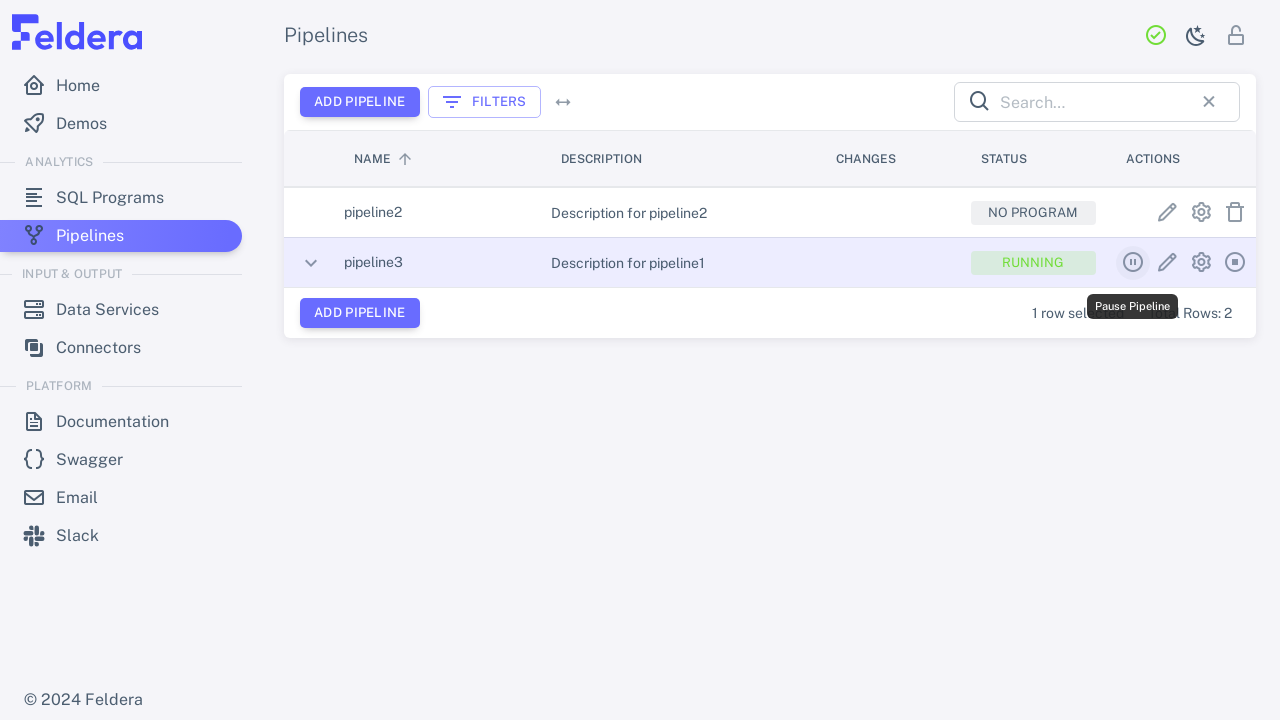 Feldera
Pipelines
Home
Demos
ANALYTICS
SQL Programs
Pipelines
INPUT & OUTPUT
Data Services
Connectors
PLATFORM
Documentation
Swagger
Email
Slack
© 2024 Feldera
ADD PIPELINE
FILTERS
Search...
NAME DESCRIPTION CHANGES STATUS ACTIONS
pipeline2 Description for pipeline2 NO PROGRAM
pipeline3 Description for pipeline1 RUNNING
Pause Pipeline
ADD PIPELINE
1 row Rows: 2